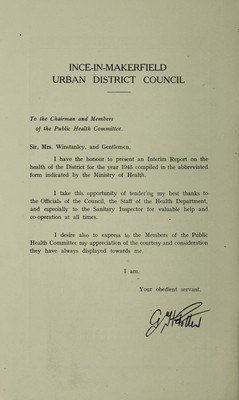 INCE-IN-MAKERFIELD
URBAN DISTRICT COUNCIL
To the Chairman and Members
of the Public Health Committee.
Sir, Mrs. Winstanley, and Gentlemen,
I have the honour to present an Interim Report on the
health of the District for the year 1945 compiled in the abbreviated
form indicated by the Ministry of Health.
I take this opportunity of tendering my best thanks to
the Officials of the Council, the Staff of the Health Department,
and especially to the Sanitary Inspector for valuable help and
co-operation at all times.
I desire also to express to the Members of the Public
Health Committee my appreciation of the courtesy and consideration
they have always displayed towards me.
I am,
Your obedient servant.